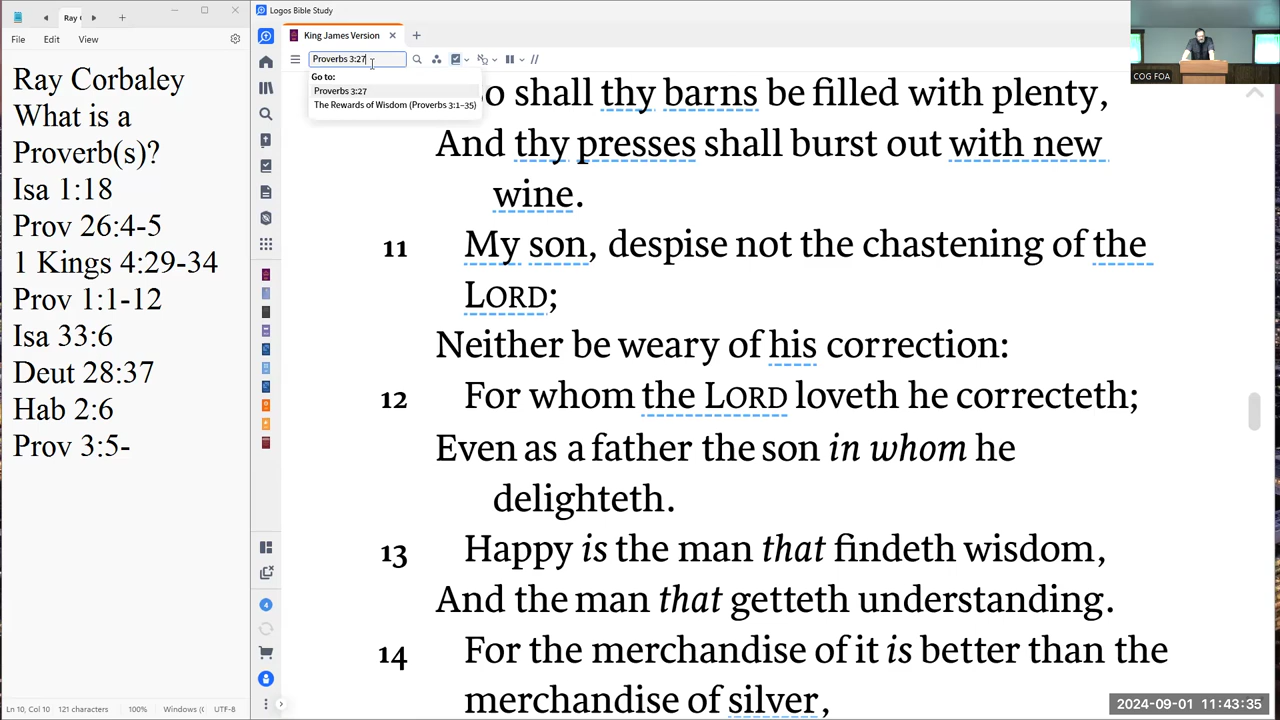 Ray C
File
Edit
View
Ray Corbaley
What is a
Proverb(s)?
Isa 1:18
Prov 26:4-5
1 Kings 4:29-34
Prov 1:1-12
Isa 33:6
Deut 28:37
Hab 2:6
Prov 3:5-
Ln 10, Col 10
121 characters
100%
Windows (C
UTF-8
Logos Bible Study
King James Version
Proverbs 3:27
Go to:
Proverbs 3:27
The Rewards of Wisdom (Proverbs 3:1–35)
shall thy barns be filled with plenty,
And thy presses shall burst out with new
wine.
11 My son, despise not the chastening of the
LORD;
Neither be weary of his correction:
12 For whom the LORD loveth he correcteth;
Even as a father the son in whom he
delighteth.
13 Happy is the man that findeth wisdom,
And the man that getteth understanding.
14 For the merchandise of it is better than the
merchandise of silver,
4
COG FOA
2024-09-01 11:43:35